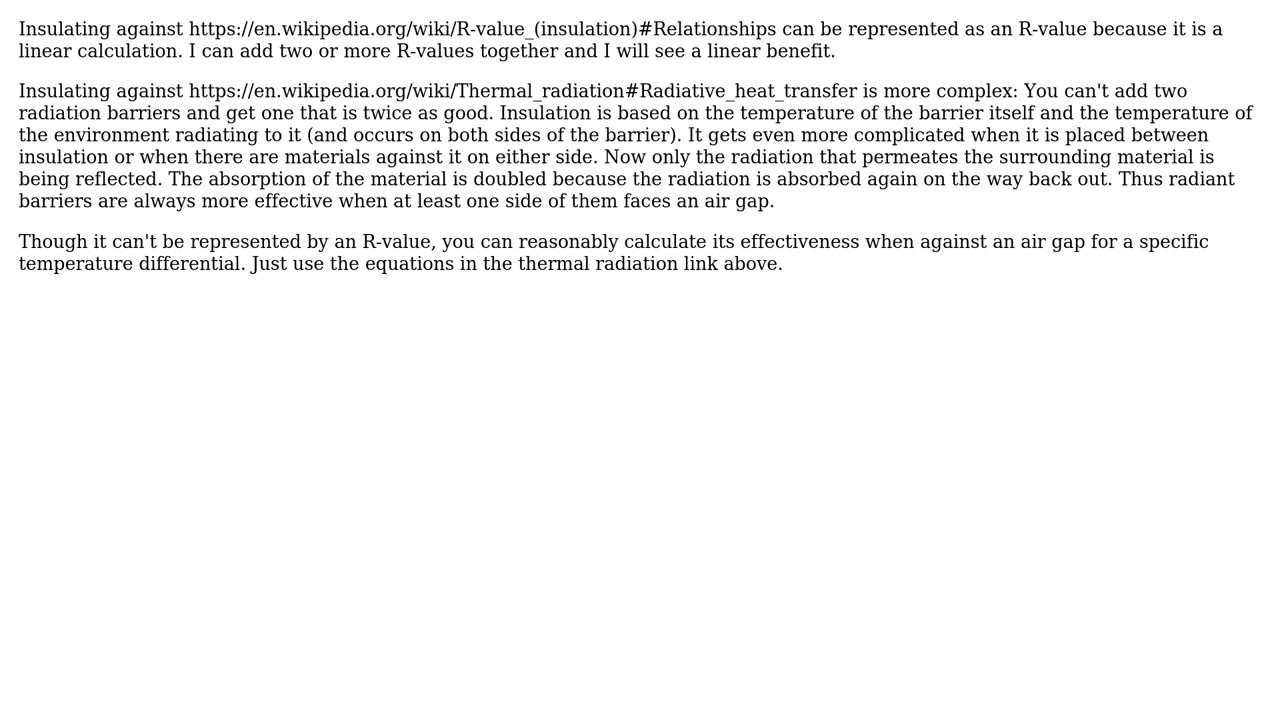 Insulating against https://en.wikipedia.org/wiki/R-value_(insulation)#Relationships can be represented as an R-value because it is a
linear calculation. I can add two or more R-values together and I will see a linear benefit.
Insulating against https://en.wikipedia.org/wiki/Thermal_radiation#Radiative_heat_transfer is more complex: You can't add two
radiation barriers and get one that is twice as good. Insulation is based on the temperature of the barrier itself and the temperature of
the environment radiating to it (and occurs on both sides of the barrier). It gets even more complicated when it is placed between
insulation or when there are materials against it on either side. Now only the radiation that permeates the surrounding material is
being reflected. The absorption of the material is doubled because the radiation is absorbed again on the way back out. Thus radiant
barriers are always more effective when at least one side of them faces an air gap.
Though it can't be represented by an R-value, you can reasonably calculate its effectiveness when against an air gap for a specific
temperature differential. Just use the equations in the thermal radiation link above.